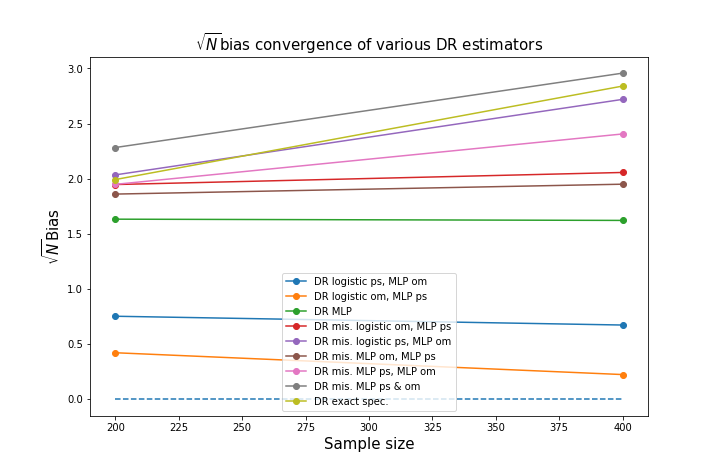 √N bias convergence of various DR estimators
3.0
2.5
2.0
1.5
1.0
0.5
0.0
√N Bias
DR logistic ps, MLP om
DR logistic om, MLP ps
DR MLP
DR mis. logistic om, MLP ps
DR mis. logistic ps, MLP om
DR mis. MLP om, MLP ps
DR mis. MLP ps, MLP om
DR mis. MLP ps & om
DR exact spec.
200 225 250 275 300 325 350 375 400
Sample size